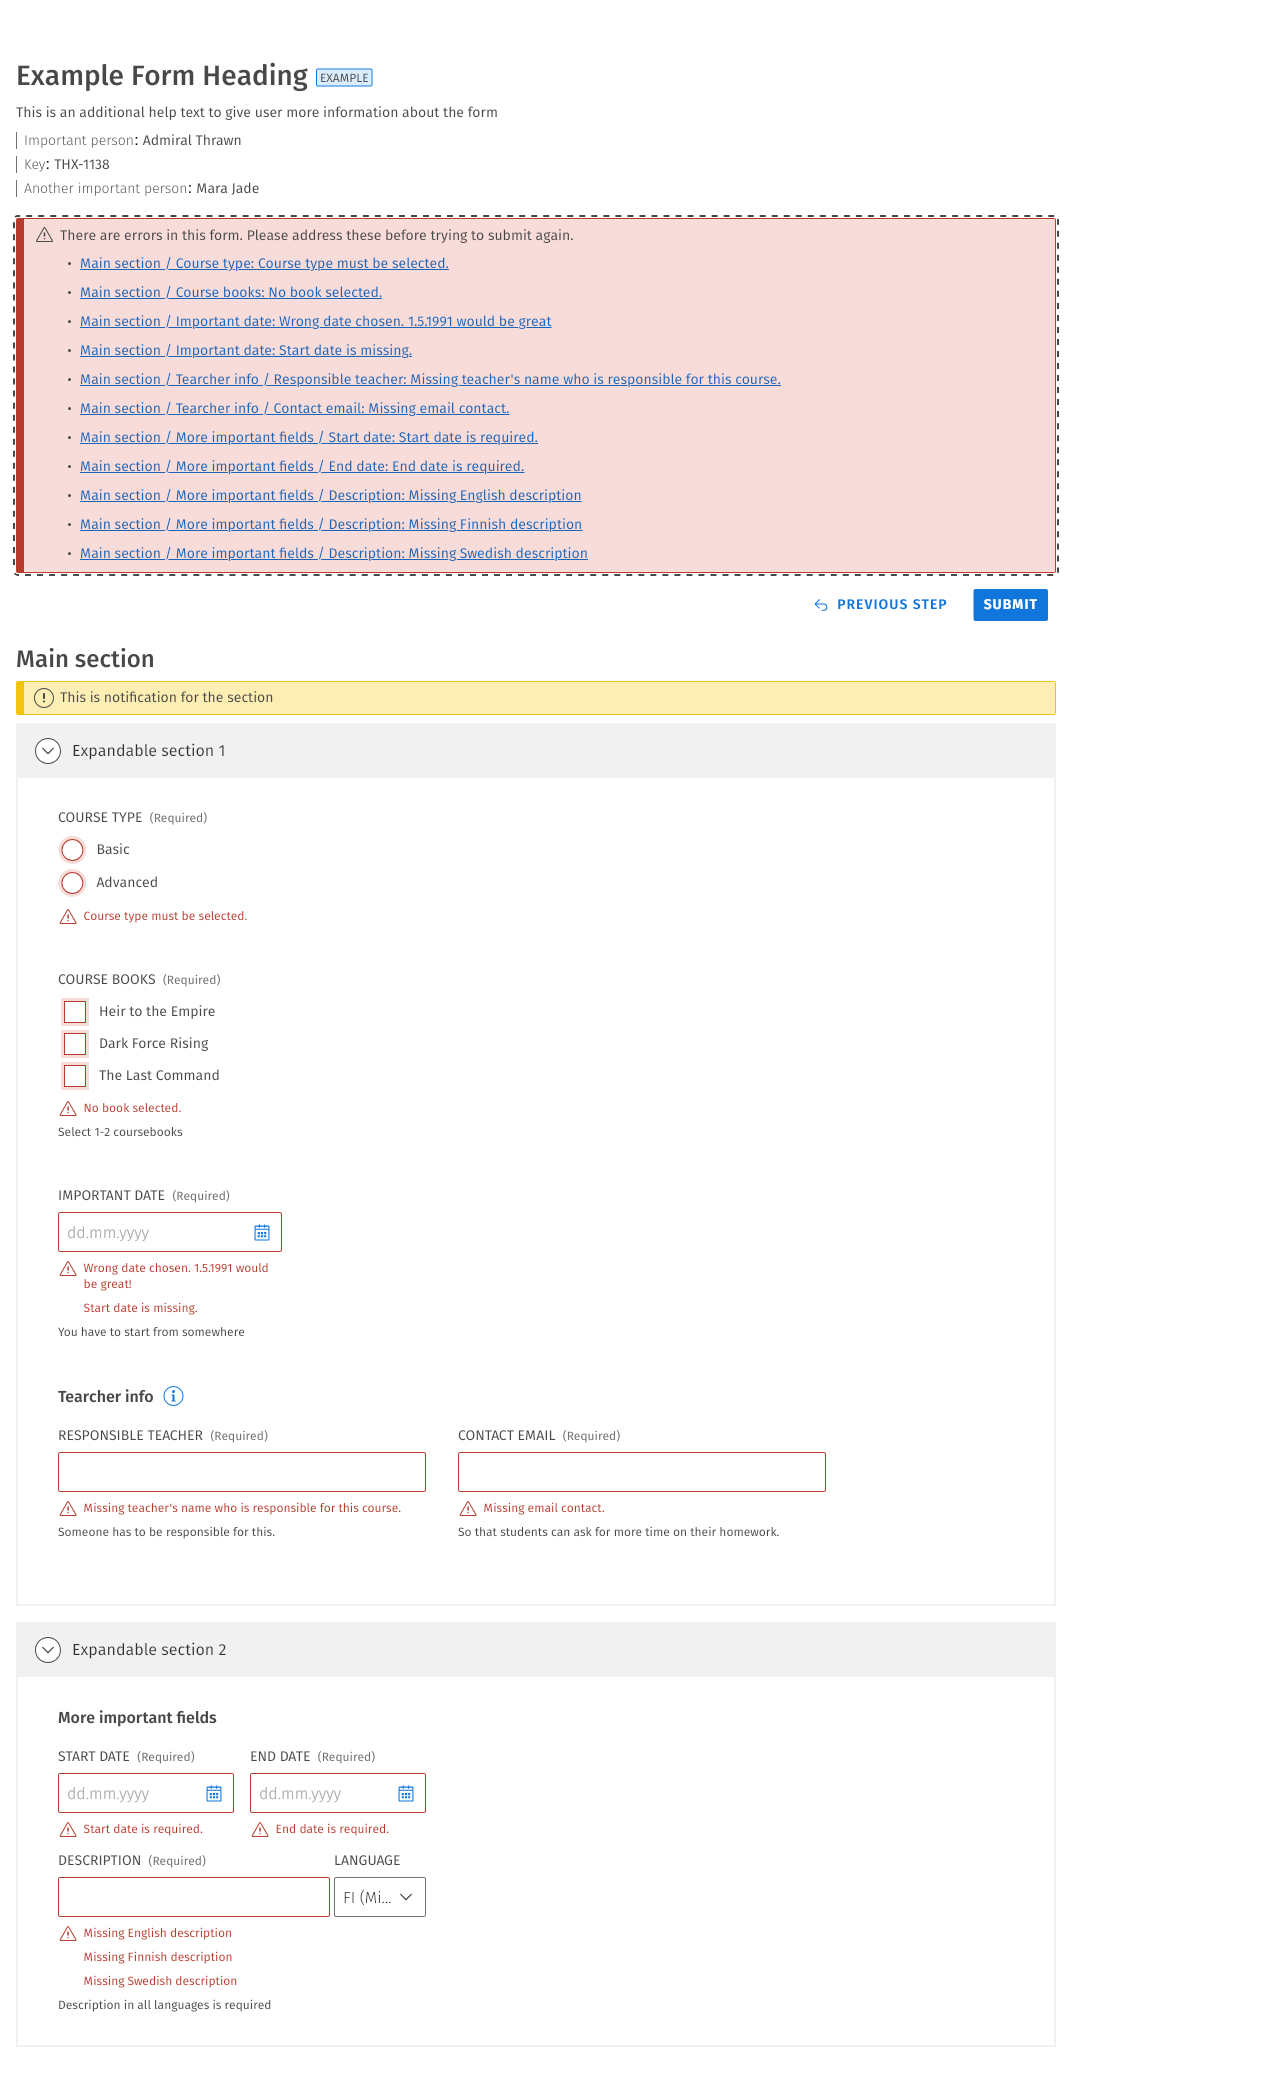 Example Form Heading EXAMPLE
This is an additional help text to give user more information about the form
Important person: Admiral Thrawn
Key: THX-1138
Another important person: Mara Jade
There are errors in this form. Please address these before trying to submit again.
• Main section / Course type: Course type must be selected.
• Main section / Course books: No book selected.
• Main section / Important date: Wrong date chosen. 1.5.1991 would be great
• Main section / Important date: Start date is missing.
• Main section / Tearcher info / Responsible teacher: Missing teacher's name who is responsible for this course.
• Main section / Tearcher info / Contact email: Missing email contact.
• Main section / More important fields / Start date: Start date is required.
• Main section / More important fields / End date: End date is required.
• Main section / More important fields / Description: Missing English description
• Main section / More important fields / Description: Missing Finnish description
• Main section / More important fields / Description: Missing Swedish description
PREVIOUS STEP SUBMIT
Main section
This is notification for the section
Expandable section 1
COURSE TYPE (Required)
Basic
Advanced
Course type must be selected.
COURSE BOOKS (Required)
Heir to the Empire
Dark Force Rising
The Last Command
No book selected.
Select 1-2 coursebooks
IMPORTANT DATE (Required)
dd.mm.yyyy
Wrong date chosen. 1.5.1991 would
be great!
Start date is missing.
You have to start from somewhere
Tearcher info
RESPONSIBLE TEACHER (Required) CONTACT EMAIL (Required)
Missing teacher's name who is responsible for this course. Missing email contact.
Someone has to be responsible for this. So that students can ask for more time on their homework.
Expandable section 2
More important fields
START DATE (Required) END DATE (Required)
dd.mm.yyyy dd.mm.yyyy
Start date is required. End date is required.
DESCRIPTION (Required) LANGUAGE
FI (Mi...
Missing English description
Missing Finnish description
Missing Swedish description
Description in all languages is required